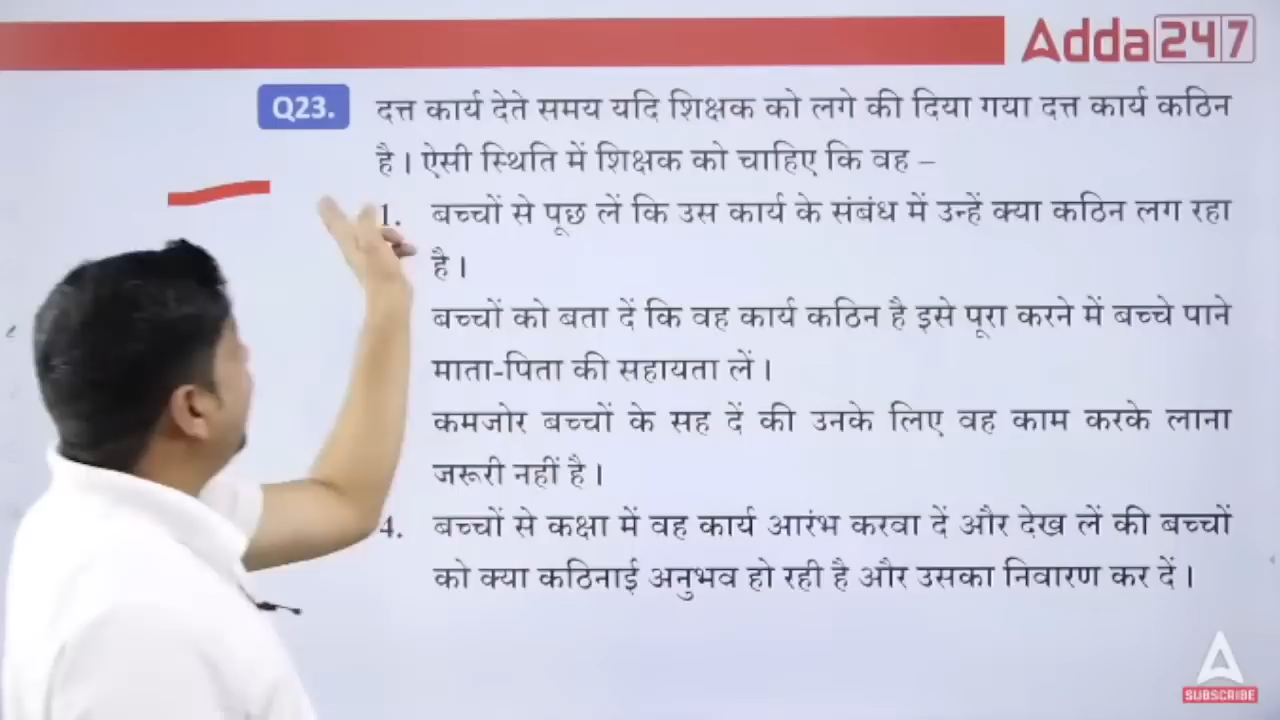 Adda247
Q23. दत्त कार्य देते समय यदि शिक्षक को लगे की दिया गया दत्त कार्य कठिन
है। ऐसी स्थिति में शिक्षक को चाहिए कि वह –
1. बच्चों से पूछ लें कि उस कार्य के संबंध में उन्हें क्या कठिन लग रहा
है।
बच्चों को बता दें कि वह कार्य कठिन है इसे पूरा करने में बच्चे पाने
माता-पिता की सहायता लें।
कमजोर बच्चों के सह दें की उनके लिए वह काम करके लाना
जरूरी नहीं है।
4. बच्चों से कक्षा में वह कार्य आरंभ करवा दें और देख लें की बच्चों
को क्या कठिनाई अनुभव हो रही है और उसका निवारण कर दें।
SUBSCRIBE